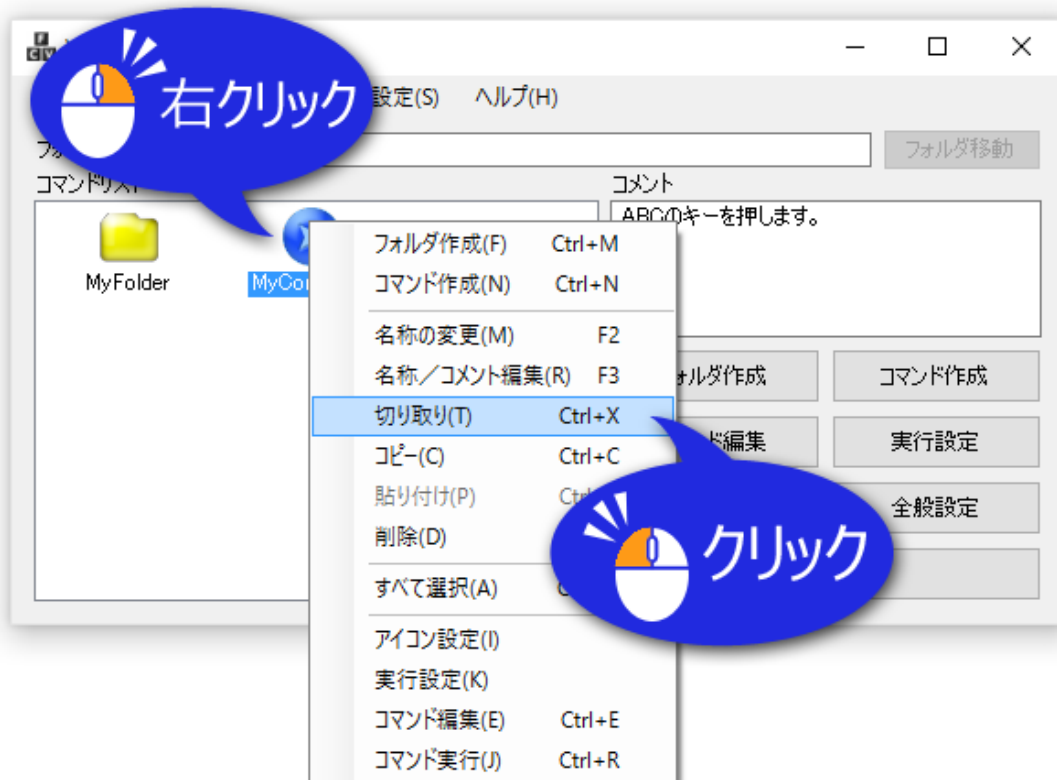 右クリック
設定(S) ヘルプ(H)
フォルダ移動
コマンドリスト
コメント
ABCのキーを押します。
MyFolder
フォルダ作成(F) Ctrl+M
コマンド作成(N) Ctrl+N
名称の変更(M) F2
名称／コメント編集(R) F3
切り取り(T) Ctrl+X
コピー(C) Ctrl+C
貼り付け(P)
削除(D)
すべて選択(A)
アイコン設定(I)
実行設定(K)
コマンド編集(E) Ctrl+E
コマンド実行(J) Ctrl+R
ォルダ作成 コマンド作成
編集 実行設定
全般設定
クリック